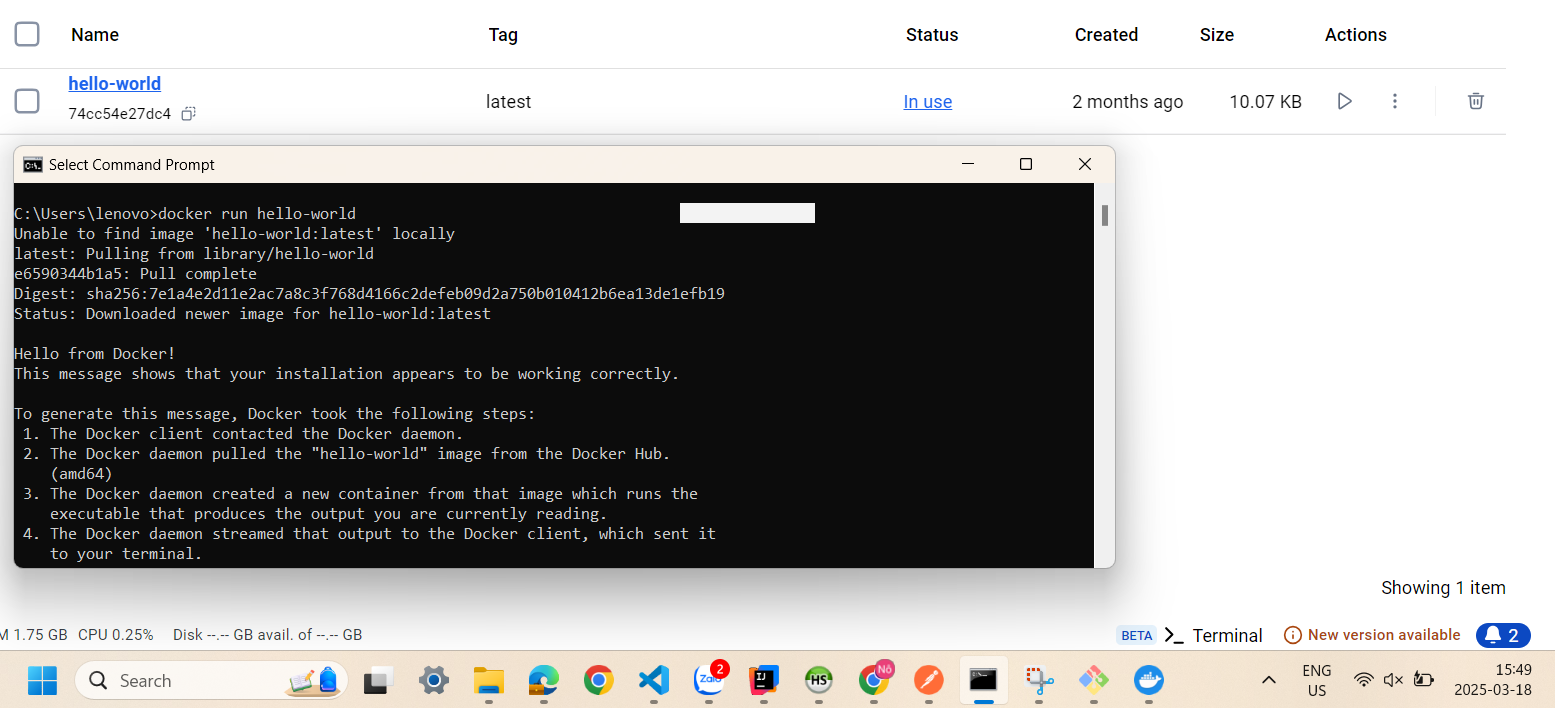 Name Tag Status Created Size Actions
hello-world
74cc54e27dc4
latest In use 2 months ago 10.07 KB
Select Command Prompt
C:\Users\lenovo>docker run hello-world
Unable to find image 'hello-world:latest' locally
latest: Pulling from library/hello-world
e6590344b1a5: Pull complete
Digest: sha256:7e1a4e2d11e2ac7a8c3f768d4166c2defeb09d2a750b010412b6ea13de1efb19
Status: Downloaded newer image for hello-world:latest
Hello from Docker!
This message shows that your installation appears to be working correctly.
To generate this message, Docker took the following steps:
1. The Docker client contacted the Docker daemon.
2. The Docker daemon pulled the "hello-world" image from the Docker Hub.
(amd64)
3. The Docker daemon created a new container from that image which runs the
executable that produces the output you are currently reading.
4. The Docker daemon streamed that output to the Docker client, which sent it
to your terminal.
Showing 1 item
M 1.75 GB CPU 0.25% Disk --.-- GB avail. of --.-- GB
BETA Terminal New version available 2
Search
Zalo 2
IJ
HS
Nô
ENG
US
15:49
2025-03-18